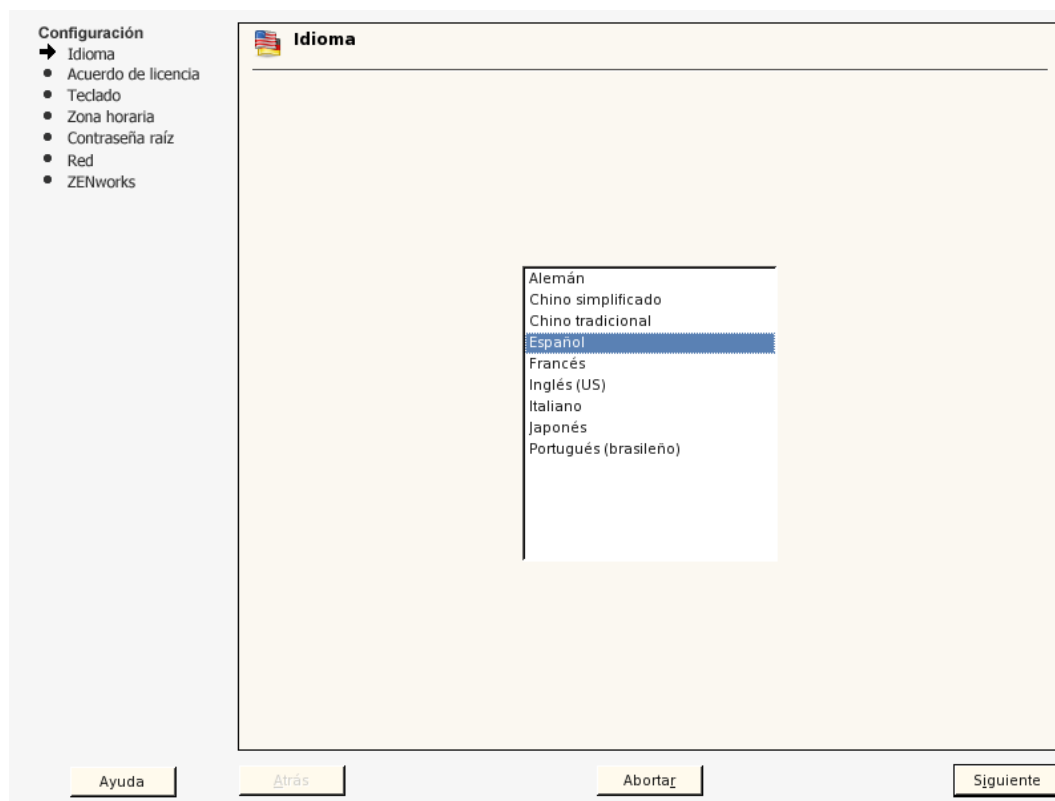 Configuración
Idioma
Acuerdo de licencia
Teclado
Zona horaria
Contraseña raíz
Red
ZENworks
Idioma
Alemán
Chino simplificado
Chino tradicional
Español
Francés
Inglés (US)
Italiano
Japonés
Portugués (brasileño)
Ayuda
Atrás
Abortar
Siguiente